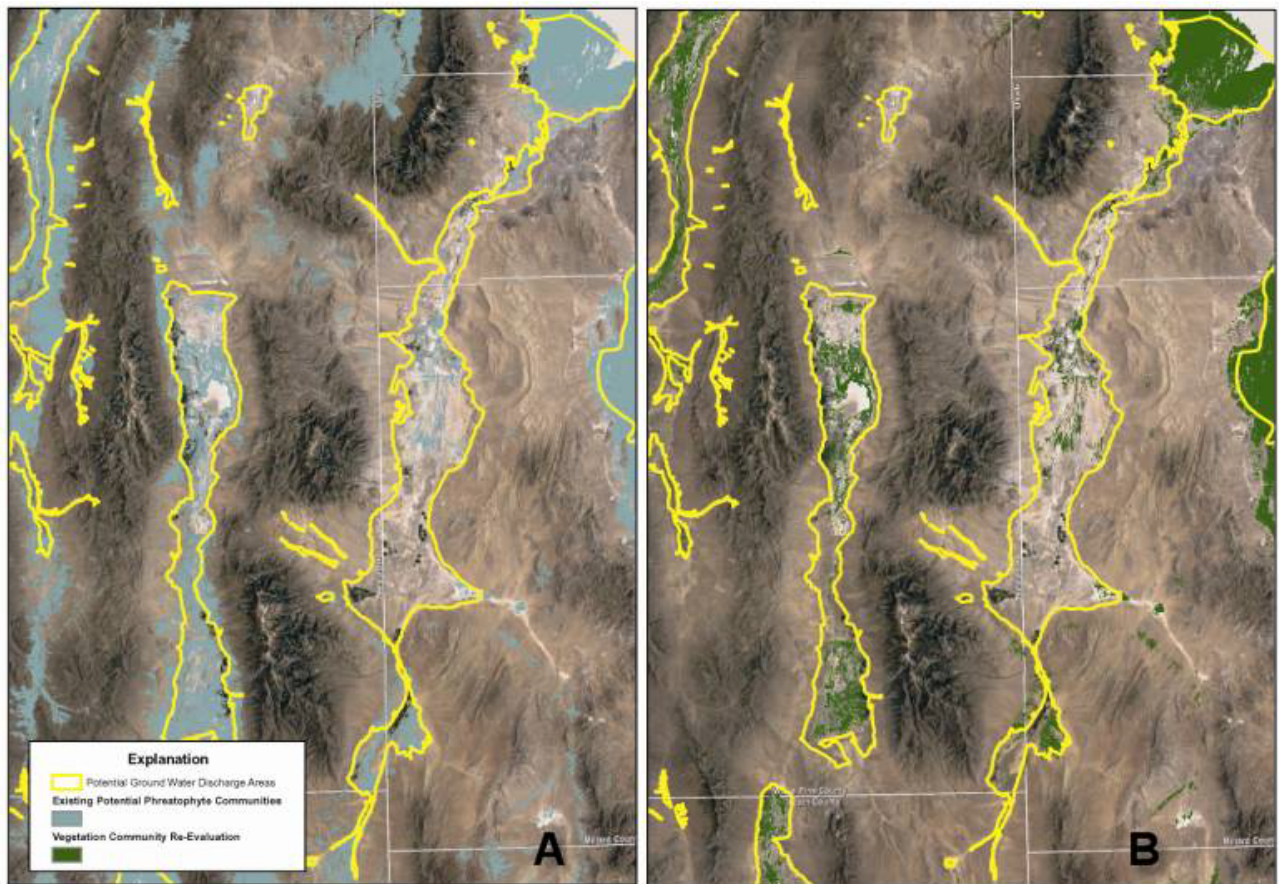 Explanation
Potential Ground Water Discharge Areas
Existing Potential Phreatophyte Communities
Vegetation Community Re-Evaluation
A
B